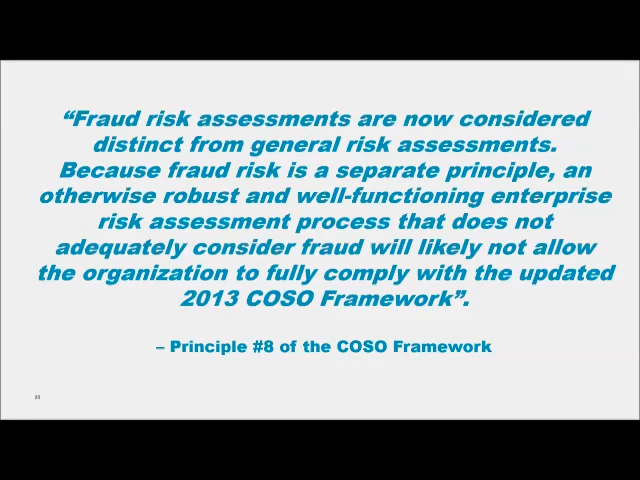 “Fraud risk assessments are now considered
distinct from general risk assessments.
Because fraud risk is a separate principle, an
otherwise robust and well-functioning enterprise
risk assessment process that does not
adequately consider fraud will likely not allow
the organization to fully comply with the updated
2013 COSO Framework”.
– Principle #8 of the COSO Framework